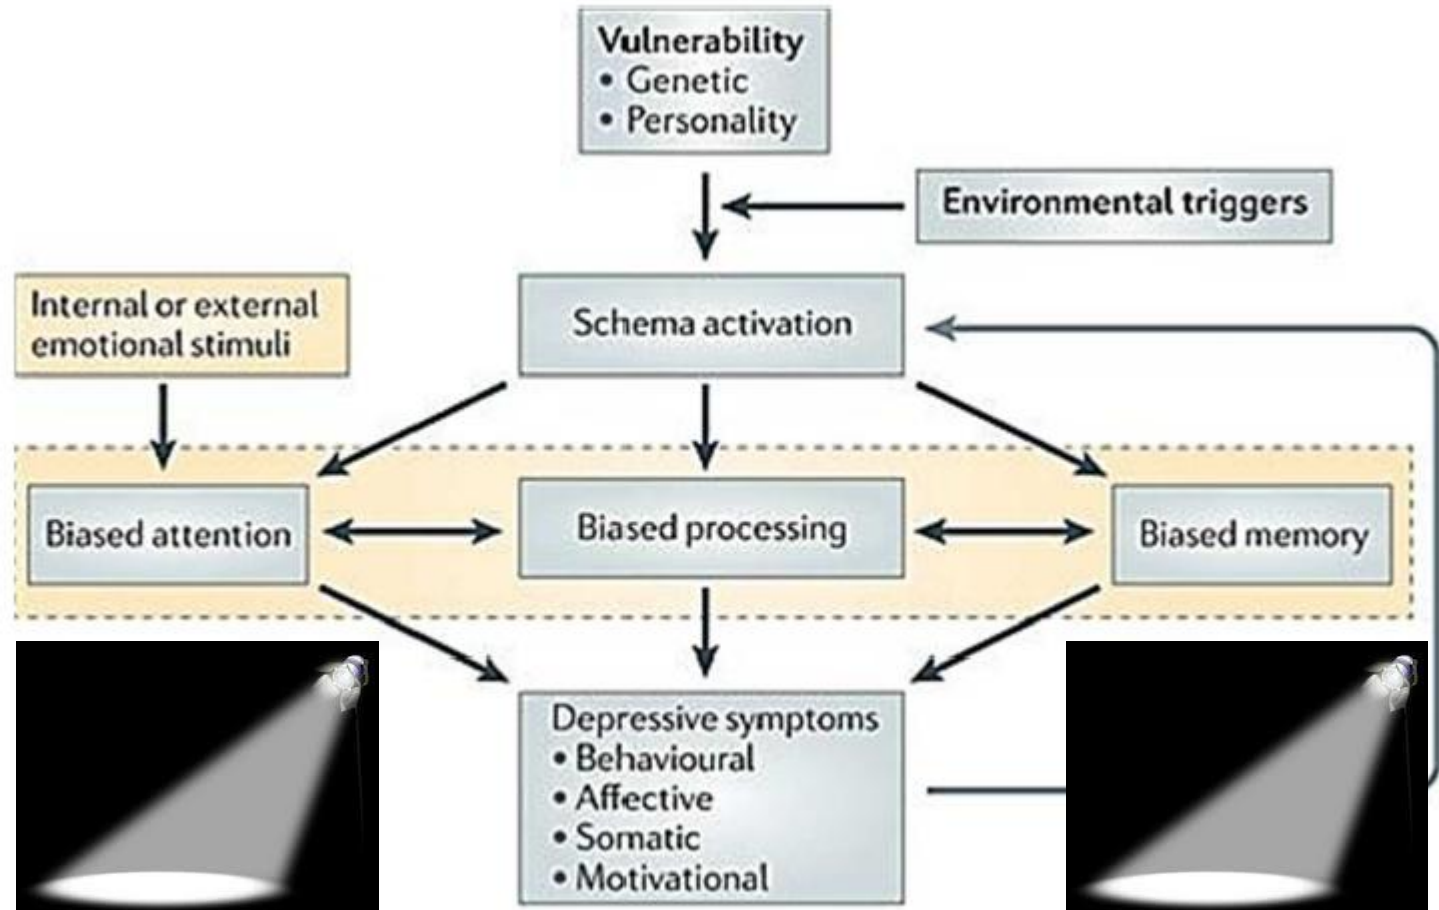 Vulnerability
• Genetic
• Personality
Environmental triggers
Internal or external
emotional stimuli
Schema activation
Biased attention
Biased processing
Biased memory
Depressive symptoms
• Behavioural
• Affective
• Somatic
• Motivational